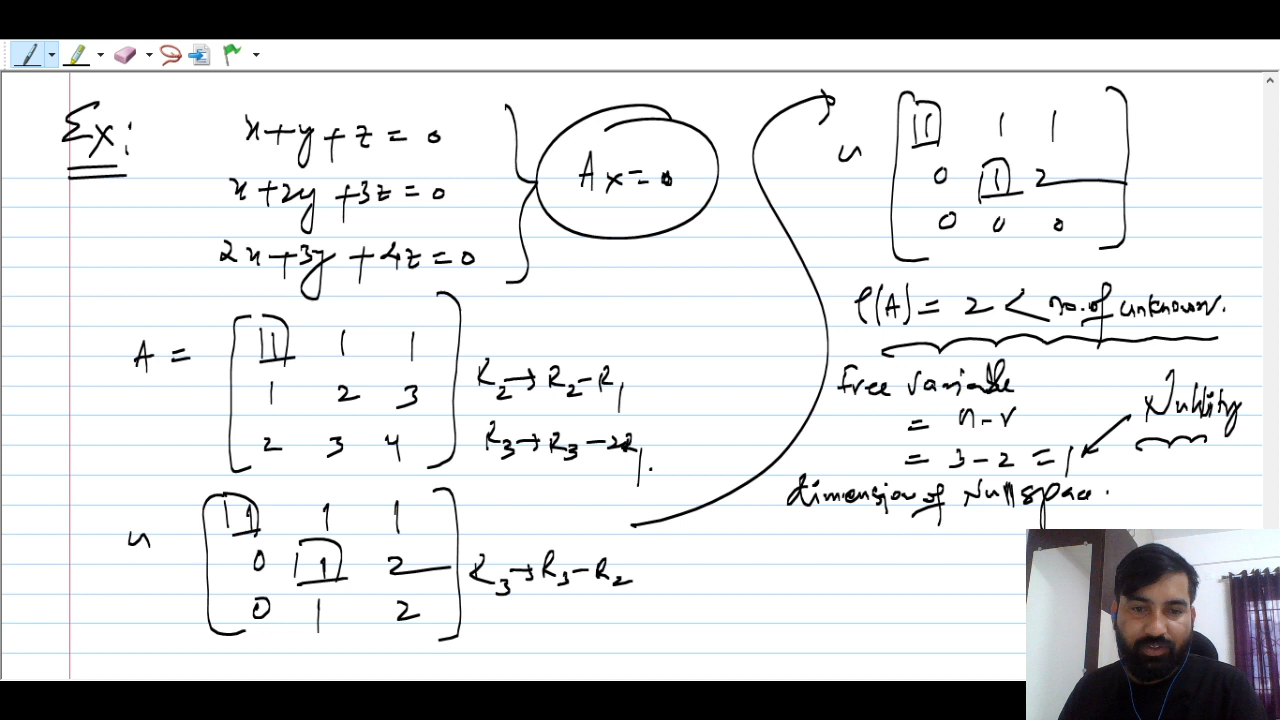 Ex:
x+y+z=0
x+2y+3z=0
2x+3y+4z=0
Ax=0
A = [ 1 1 1
1 2 3
2 3 4 ]
R2→R2-R1
R3→R3-2R1.
~ [ 1 1 1
0 1 2
0 1 2 ]
R3→R3-R2
~ [ 1 1 1
0 1 2
0 0 0 ]
ρ(A) = 2 < no. of unknown.
free variable
= n-r
= 3-2 = 1
Nullity
dimension of Null space.